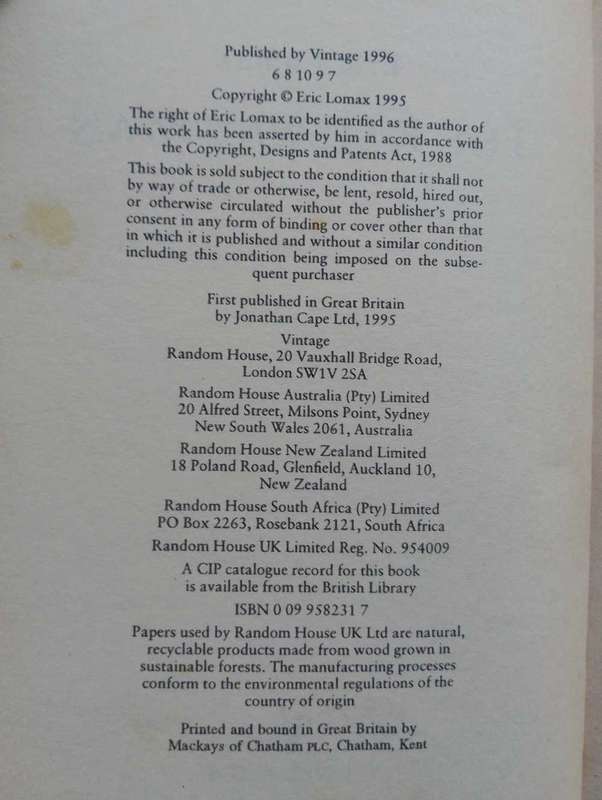 Published by Vintage 1996
6 8 10 9 7
Copyright © Eric Lomax 1995
The right of Eric Lomax to be identified as the author of
this work has been asserted by him in accordance with
the Copyright, Designs and Patents Act, 1988
This book is sold subject to the condition that it shall not
by way of trade or otherwise, be lent, resold, hired out,
or otherwise circulated without the publisher's prior
consent in any form of binding or cover other than that
in which it is published and without a similar condition
including this condition being imposed on the subse-
quent purchaser
First published in Great Britain
by Jonathan Cape Ltd, 1995
Vintage
Random House, 20 Vauxhall Bridge Road,
London SW1V 2SA
Random House Australia (Pty) Limited
20 Alfred Street, Milsons Point, Sydney
New South Wales 2061, Australia
Random House New Zealand Limited
18 Poland Road, Glenfield, Auckland 10,
New Zealand
Random House South Africa (Pty) Limited
PO Box 2263, Rosebank 2121, South Africa
Random House UK Limited Reg. No. 954009
A CIP catalogue record for this book
is available from the British Library
ISBN 0 09 958231 7
Papers used by Random House UK Ltd are natural,
recyclable products made from wood grown in
sustainable forests. The manufacturing processes
conform to the environmental regulations of the
country of origin
Printed and bound in Great Britain by
Mackays of Chatham PLC, Chatham, Kent